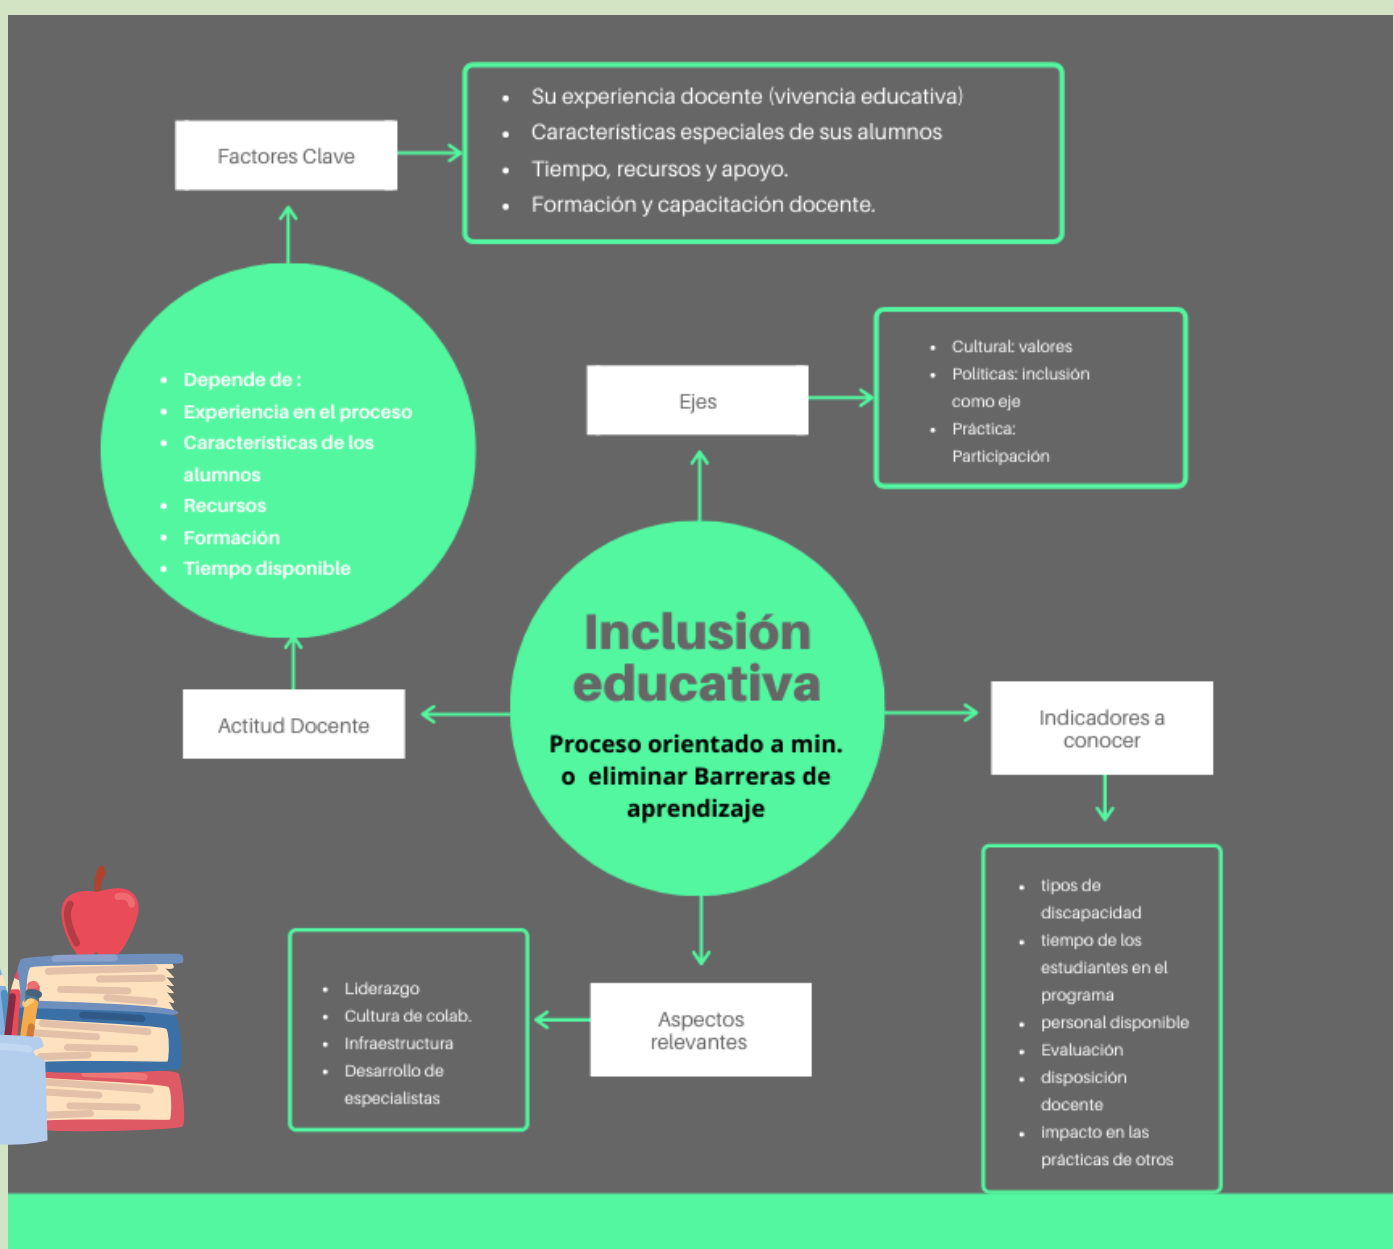 • Su experiencia docente (vivencia educativa)
• Características especiales de sus alumnos
• Tiempo, recursos y apoyo.
• Formación y capacitación docente.
Factores Clave
• Depende de :
• Experiencia en el proceso
• Características de los
alumnos
• Recursos
• Formación
• Tiempo disponible
Actitud Docente
Ejes
• Cultural: valores
• Políticas: inclusión
como eje
• Práctica:
Participación
Inclusión
educativa
Proceso orientado a min.
o eliminar Barreras de
aprendizaje
Indicadores a
conocer
• tipos de
discapacidad
• tiempo de los
estudiantes en el
programa
• personal disponible
• Evaluación
• disposición
docente
• impacto en las
prácticas de otros
Aspectos
relevantes
• Liderazgo
• Cultura de colab.
• Infraestructura
• Desarrollo de
especialistas